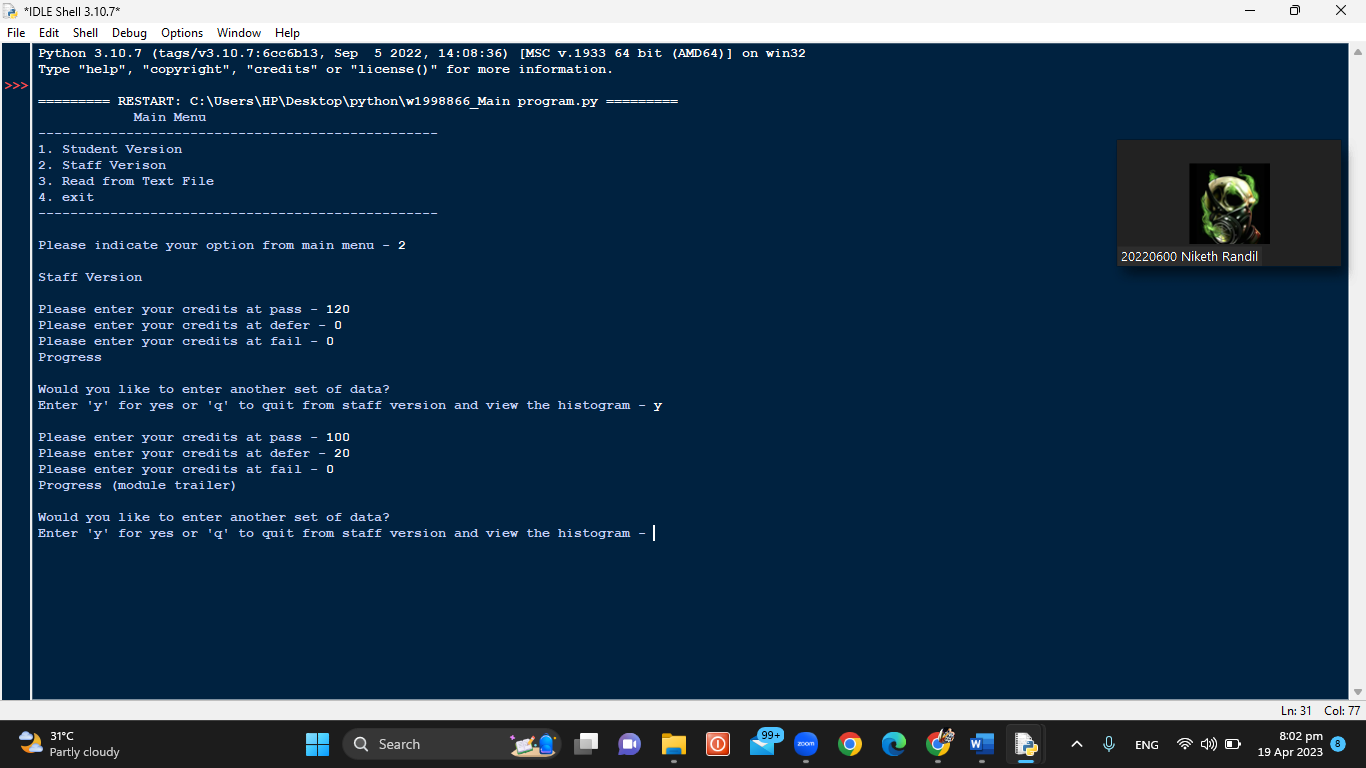 *IDLE Shell 3.10.7*
File Edit Shell Debug Options Window Help
Python 3.10.7 (tags/v3.10.7:6cc6b13, Sep  5 2022, 14:08:36) [MSC v.1933 64 bit (AMD64)] on win32
Type "help", "copyright", "credits" or "license()" for more information.
>>>
========= RESTART: C:\Users\HP\Desktop\python\w1998866_Main program.py =========
Main Menu
--------------------------------------------------
1. Student Version
2. Staff Verison
3. Read from Text File
4. exit
--------------------------------------------------
Please indicate your option from main menu - 2
Staff Version
Please enter your credits at pass - 120
Please enter your credits at defer - 0
Please enter your credits at fail - 0
Progress
Would you like to enter another set of data?
Enter 'y' for yes or 'q' to quit from staff version and view the histogram - y
Please enter your credits at pass - 100
Please enter your credits at defer - 20
Please enter your credits at fail - 0
Progress (module trailer)
Would you like to enter another set of data?
Enter 'y' for yes or 'q' to quit from staff version and view the histogram -
20220600 Niketh Randil
Ln: 31 Col: 77
31°C
Partly cloudy
Search
99+
zoom
W
ENG
8:02 pm
19 Apr 2023
8